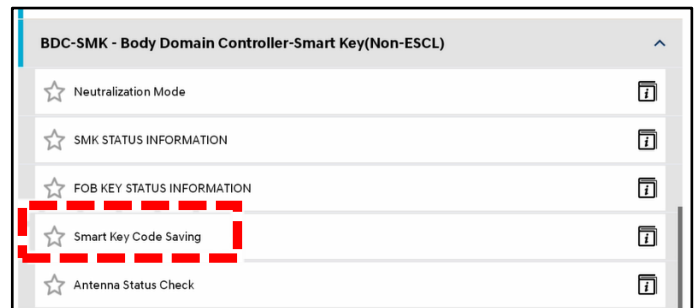 BDC-SMK - Body Domain Controller-Smart Key(Non-ESCL)
Neutralization Mode
SMK STATUS INFORMATION
FOB KEY STATUS INFORMATION
Smart Key Code Saving
Antenna Status Check